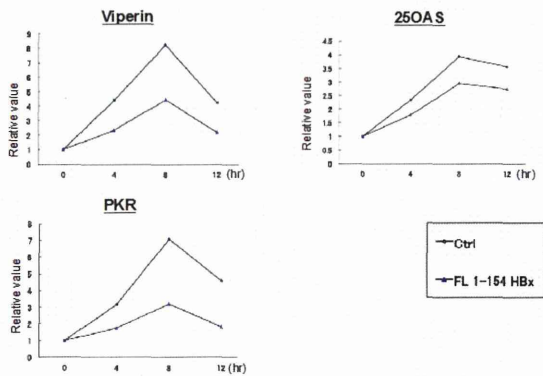 Viperin
Relative value
9
8
7
6
5
4
3
2
1
0
0 4 8 12 (hr)
25OAS
Relative value
4.5
4
3.5
3
2.5
2
1.5
1
0.5
0
0 4 8 12 (hr)
PKR
Relative value
8
7
6
5
4
3
2
1
0
0 4 8 12 (hr)
Ctrl
FL 1-154 HBx